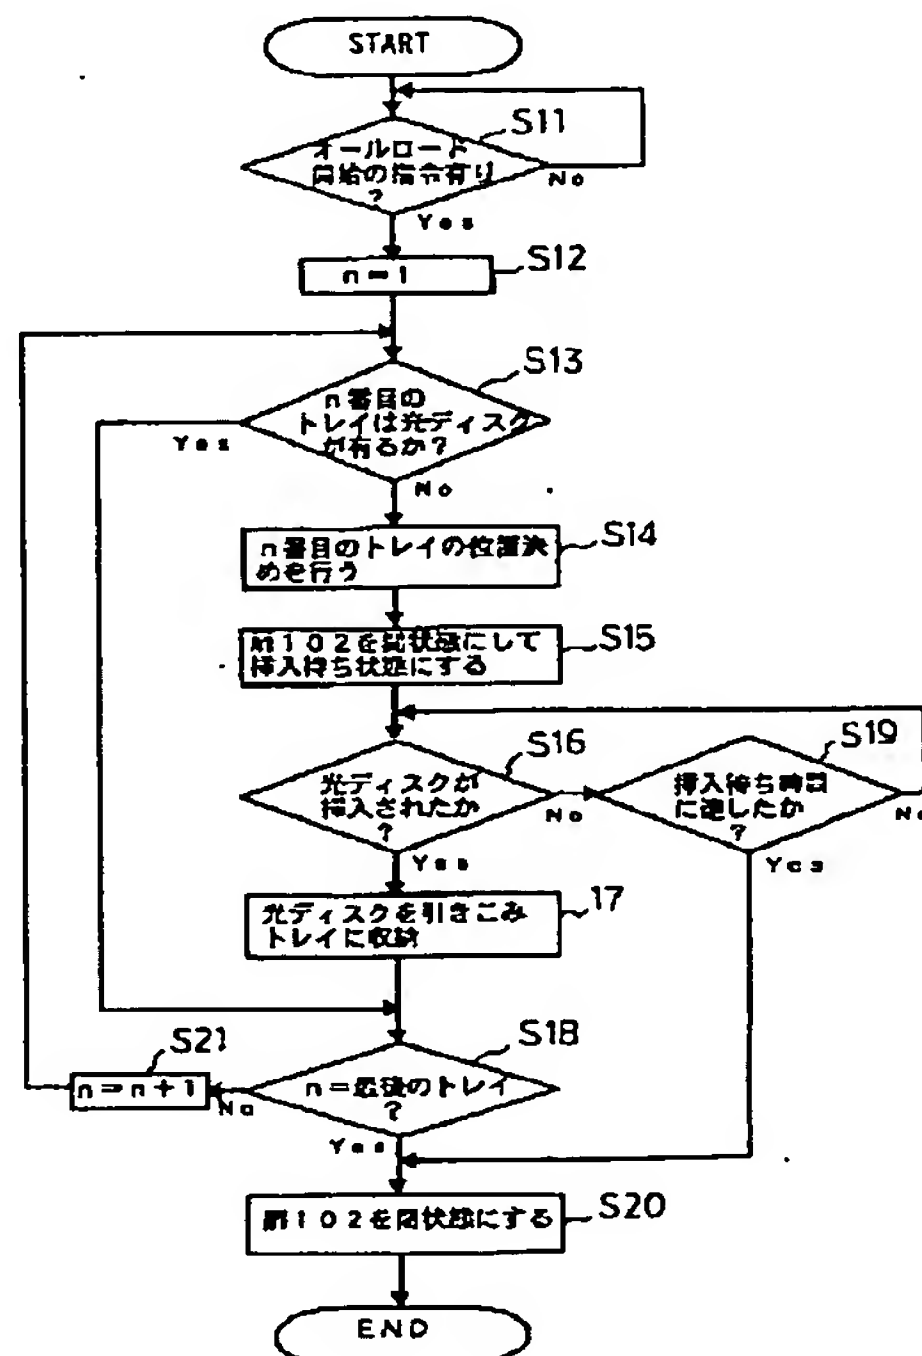 START
S11
オールロード
開始の指令有り
?
No
Yes
n=1
S12
S13
n番目の
トレイは光ディスク
が有るか?
Yes
No
n番目のトレイの位置決
めを行う
S14
扉102を開状態にして
挿入待ち状態にする
S15
S16
光ディスクが
挿入されたか
?
No
Yes
S19
挿入待ち時間
に達したか
?
No
Yes
光ディスクを引きこみ
トレイに収納
17
S18
n=最後のトレイ
?
No
Yes
S21
n=n+1
扉102を閉状態にする
S20
END